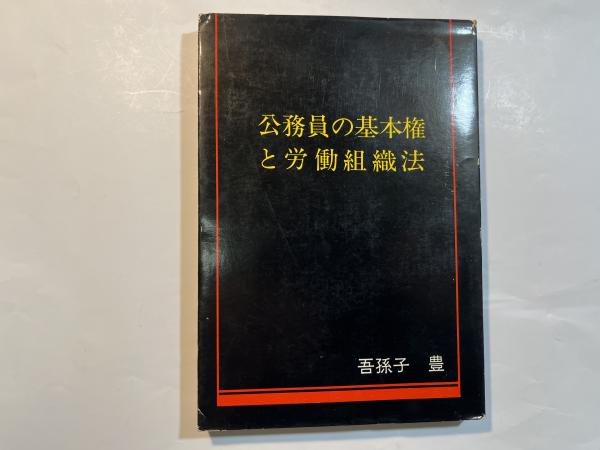 公務員の基本権
と労働組織法
吾孫子 豊